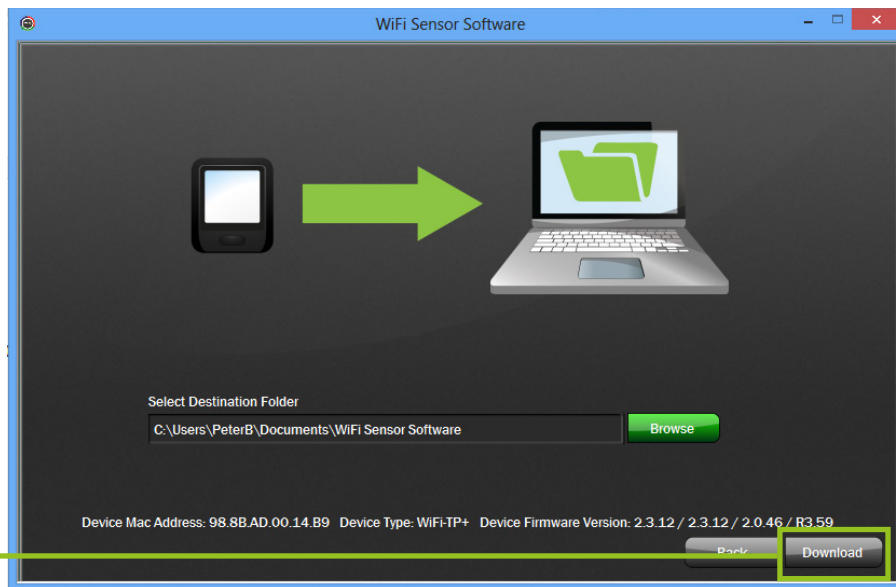 WiFi Sensor Software
Select Destination Folder
C:\Users\PeterB\Documents\WiFi Sensor Software
Browse
Device Mac Address: 98.8B.AD.00.14.B9 Device Type: WiFi-TP+ Device Firmware Version: 2.3.12 / 2.3.12 / 2.0.46 / R3.59
Back Download